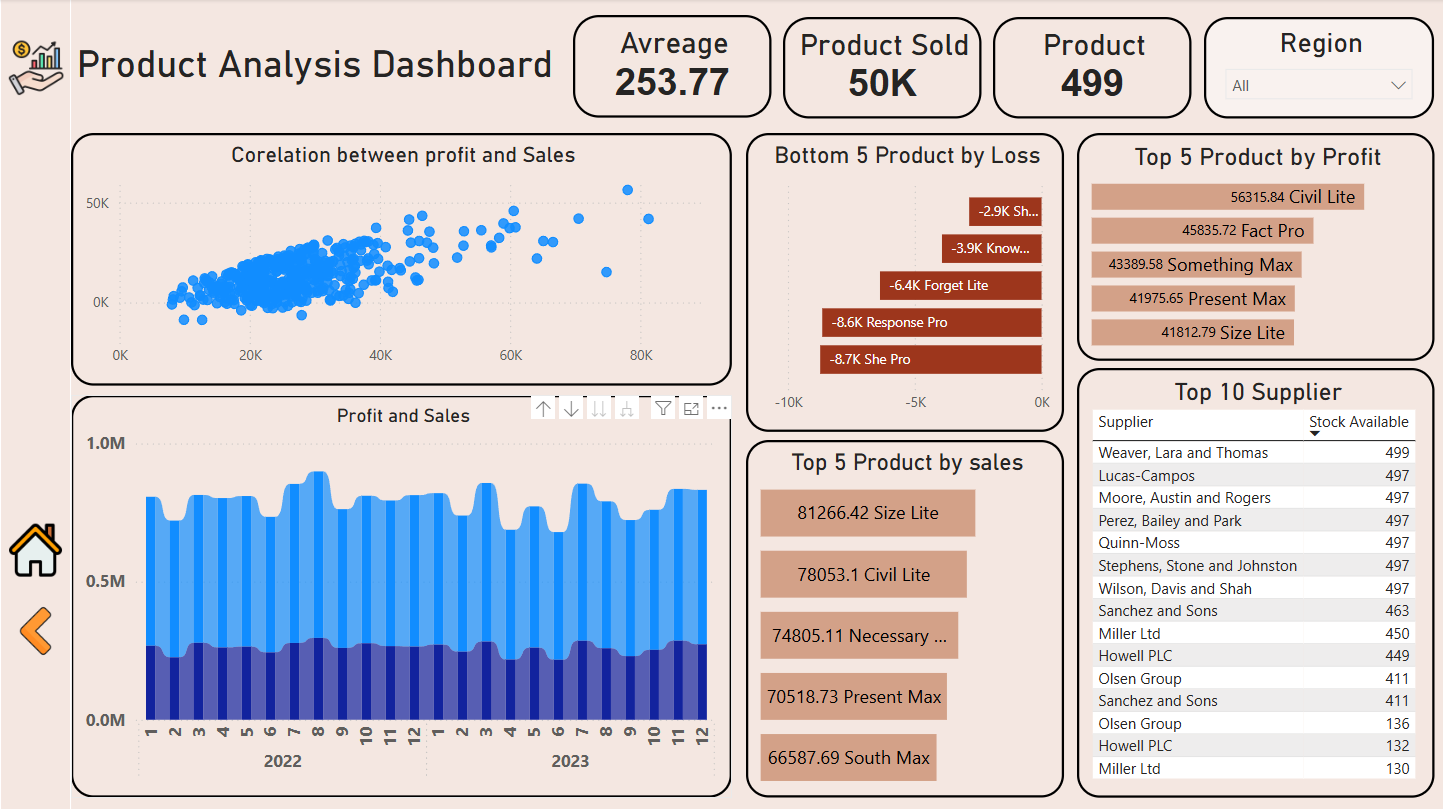 Product Analysis Dashboard
Avreage
253.77
Product Sold
50K
Product
499
Region
All
Corelation between profit and Sales
50K
0K
0K
20K
40K
60K
80K
Profit and Sales
1.0M
0.5M
0.0M
1 2 3 4 5 6 7 8 9 10 11 12 1 2 3 4 5 6 7 8 9 10 11 12
2022
2023
Bottom 5 Product by Loss
-2.9K Sh...
-3.9K Know...
-6.4K Forget Lite
-8.6K Response Pro
-8.7K She Pro
-10K
-5K
0K
Top 5 Product by sales
81266.42 Size Lite
78053.1 Civil Lite
74805.11 Necessary ...
70518.73 Present Max
66587.69 South Max
Top 5 Product by Profit
56315.84 Civil Lite
45835.72 Fact Pro
43389.58 Something Max
41975.65 Present Max
41812.79 Size Lite
Top 10 Supplier
Supplier Stock Available
Weaver, Lara and Thomas 499
Lucas-Campos 497
Moore, Austin and Rogers 497
Perez, Bailey and Park 497
Quinn-Moss 497
Stephens, Stone and Johnston 497
Wilson, Davis and Shah 497
Sanchez and Sons 463
Miller Ltd 450
Howell PLC 449
Olsen Group 411
Sanchez and Sons 411
Olsen Group 136
Howell PLC 132
Miller Ltd 130